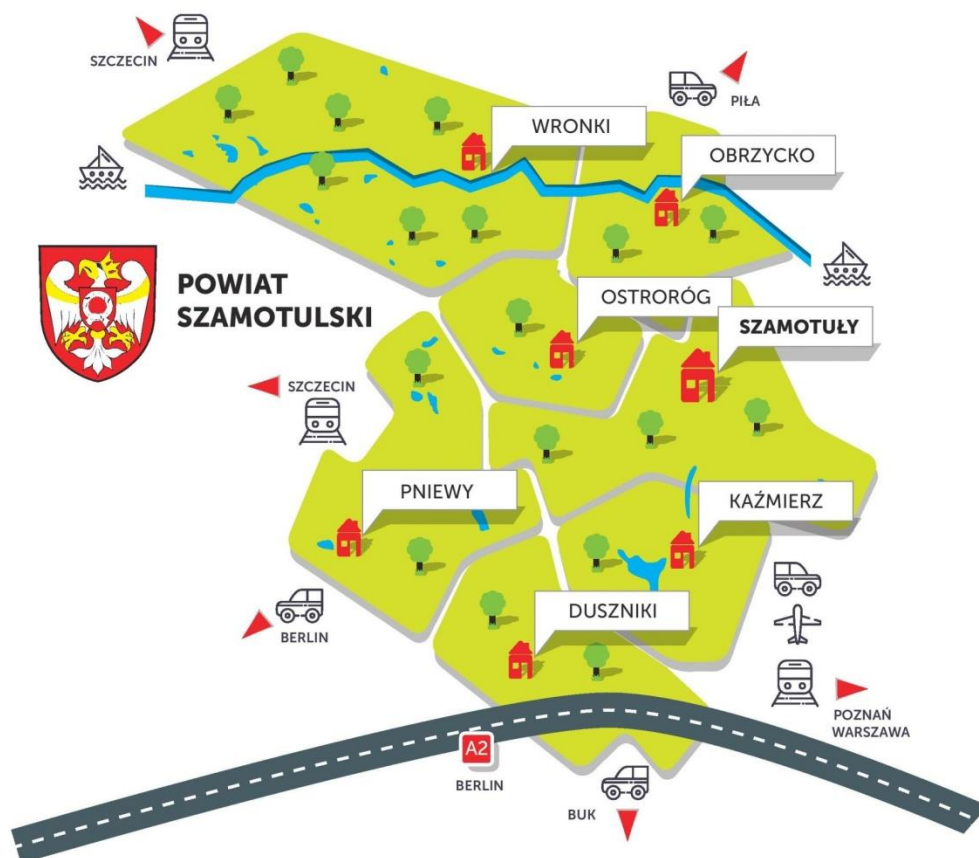 SZCZECIN
PIŁA
WRONKI
OBRZYCKO
POWIAT
SZAMOTULSKI
OSTRORÓG
SZAMOTUŁY
SZCZECIN
PNIEWY
KAŹMIERZ
DUSZNIKI
BERLIN
POZNAŃ
WARSZAWA
A2
BERLIN
BUK